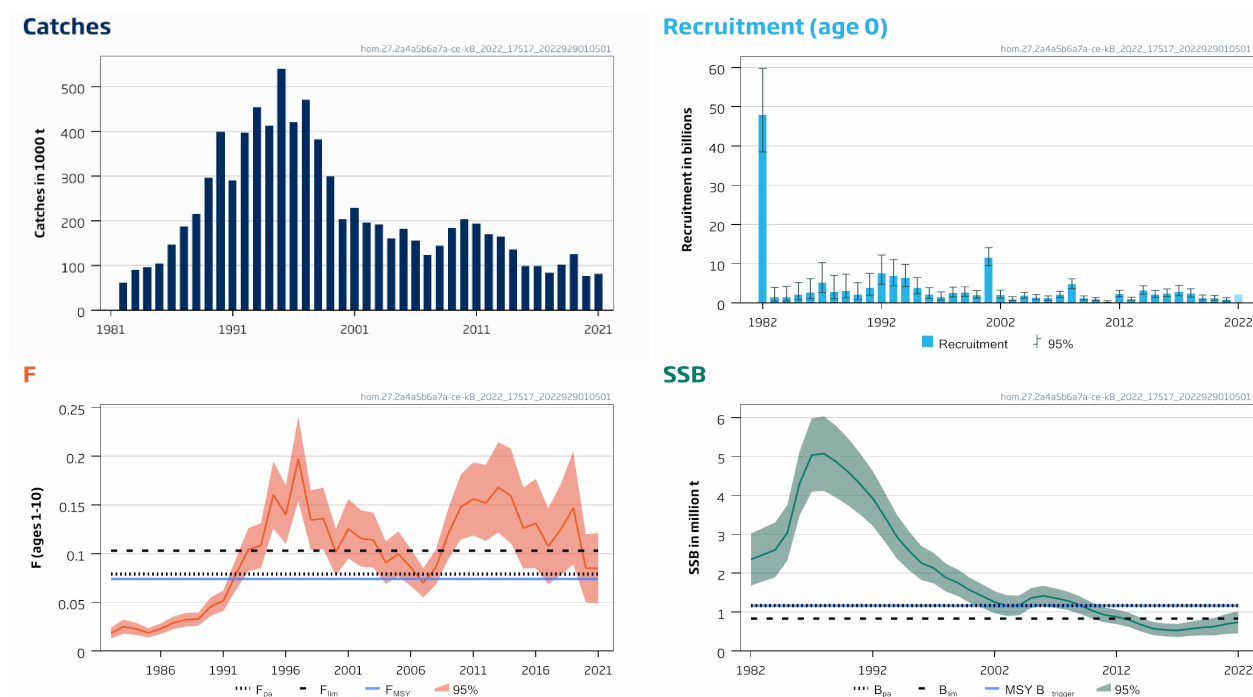 Catches
hom.27.2a4a5b6a7a-ce-k8_2022_17517_2022929010501
Catches in 1000 t
500
400
300
200
100
0
1981 1991 2001 2011 2021
Recruitment (age 0)
hom.27.2a4a5b6a7a-ce-k8_2022_17517_2022929010501
Recruitment in billions
60
50
40
30
20
10
0
1982 1992 2002 2012 2022
Recruitment 95%
F
hom.27.2a4a5b6a7a-ce-k8_2022_17517_2022929010501
F (ages 1-10)
0.25
0.2
0.15
0.1
0.05
0
1986 1991 1996 2001 2006 2011 2016 2021
Fpa Flim FMSY 95%
SSB
hom.27.2a4a5b6a7a-ce-k8_2022_17517_2022929010501
SSB in million t
6
5
4
3
2
1
0
1982 1992 2002 2012 2022
Bpa Blim MSY B trigger 95%